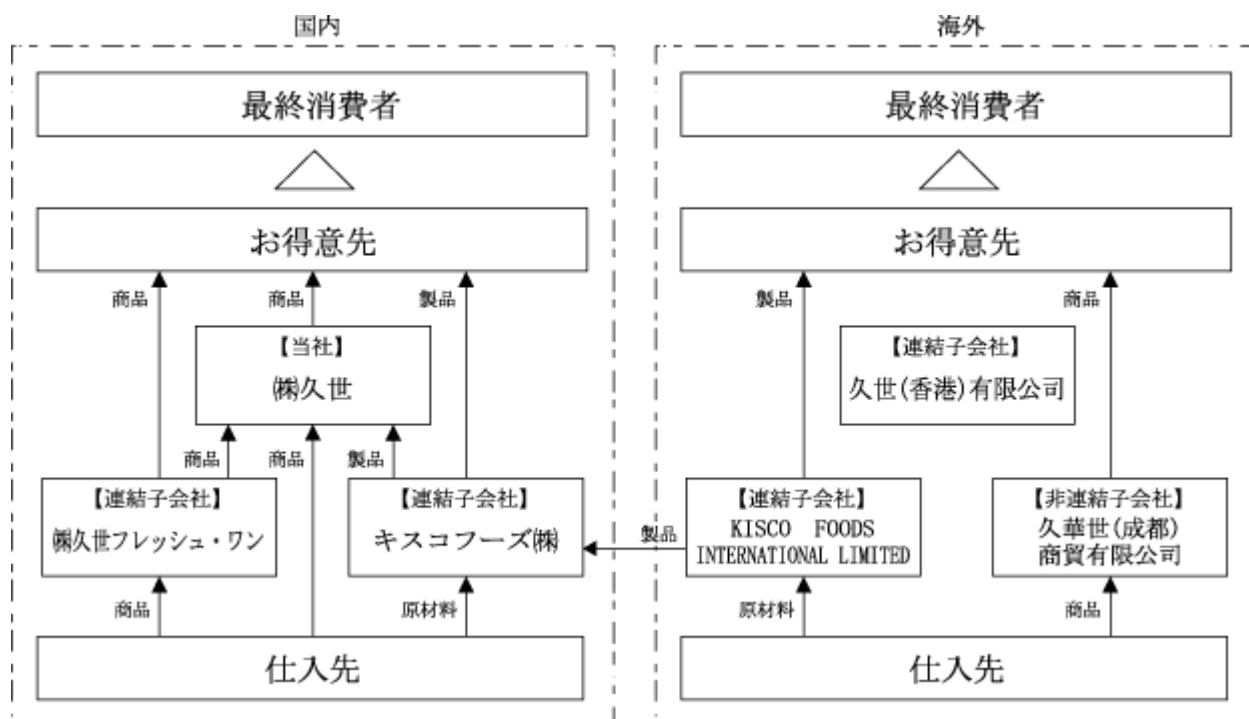 国内
最終消費者
お得意先
商品
商品
製品
【当社】
㈱久世
商品
商品
製品
【連結子会社】
㈱久世フレッシュ・ワン
【連結子会社】
キスコフーズ㈱
商品
原材料
仕入先
海外
最終消費者
お得意先
製品
商品
【連結子会社】
久世(香港)有限公司
製品
【連結子会社】
KISCO FOODS
INTERNATIONAL LIMITED
【非連結子会社】
久華世(成都)
商貿有限公司
原材料
商品
仕入先